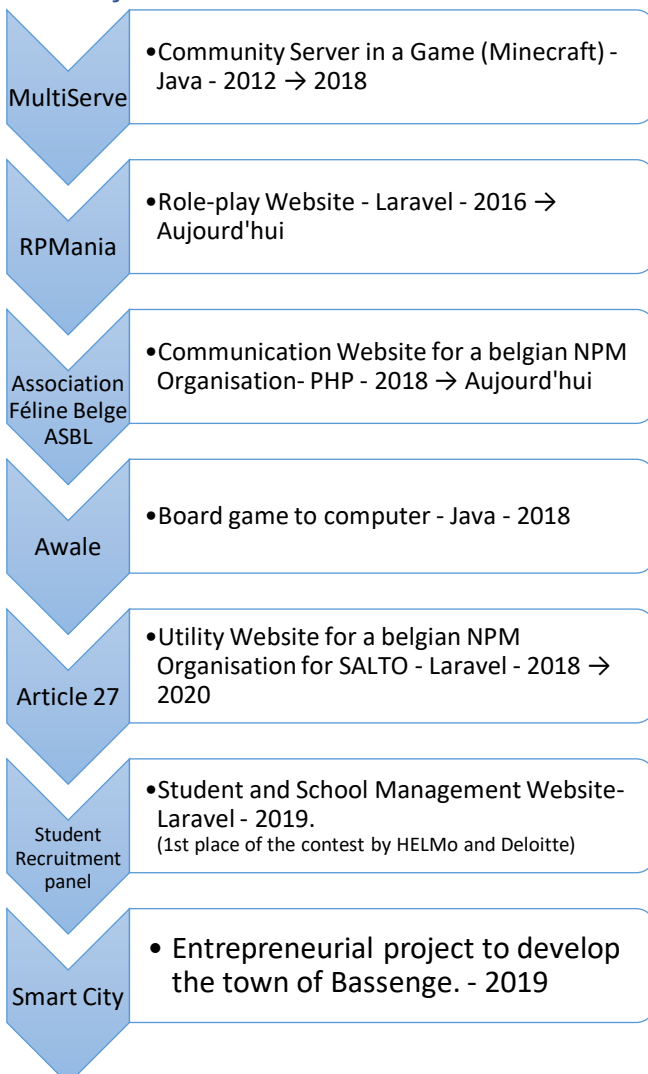 MultiServe
•Community Server in a Game (Minecraft) -
Java - 2012 → 2018
RPMania
•Role-play Website - Laravel - 2016 →
Aujourd'hui
Association
Féline Belge
ASBL
•Communication Website for a belgian NPM
Organisation- PHP - 2018 → Aujourd'hui
Awale
•Board game to computer - Java - 2018
Article 27
•Utility Website for a belgian NPM
Organisation for SALTO - Laravel - 2018 →
2020
Student
Recruitment
panel
•Student and School Management Website-
Laravel - 2019.
(1st place of the contest by HELMo and Deloitte)
Smart City
• Entrepreneurial project to develop
the town of Bassenge. - 2019